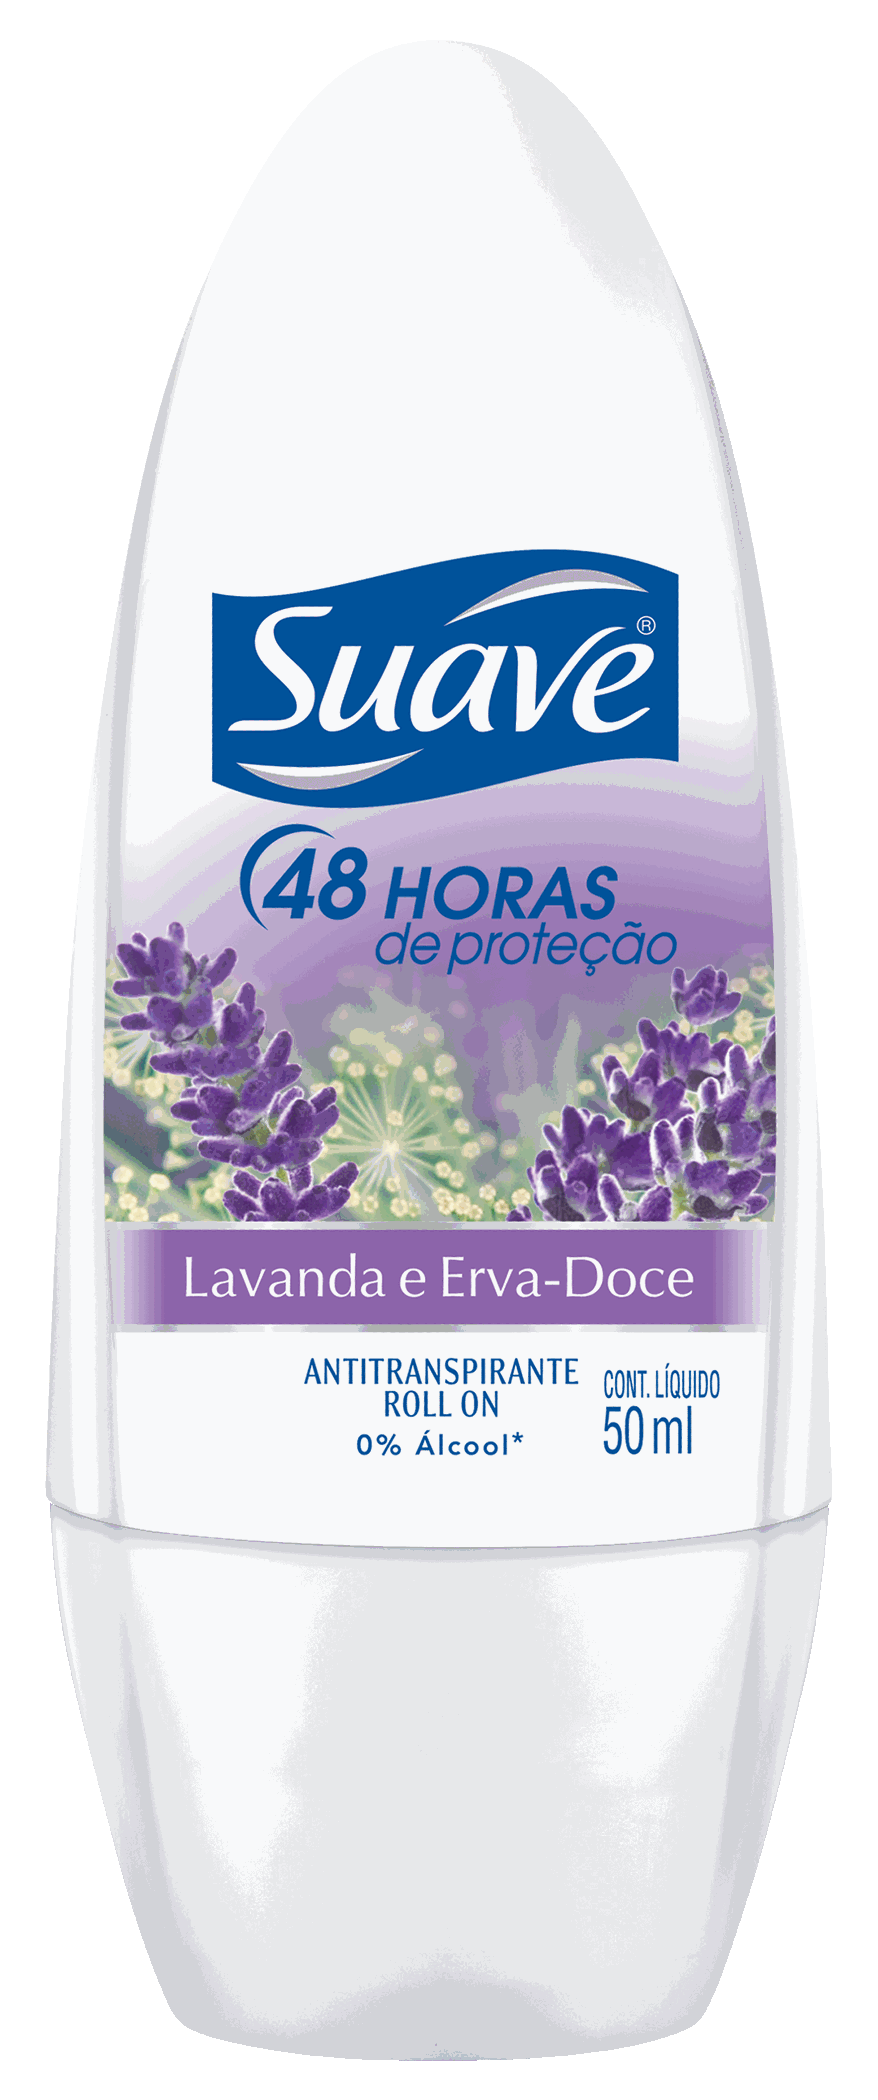 Suave®
48 HORAS
de proteção
Lavanda e Erva-Doce
ANTITRANSPIRANTE
ROLL ON
0% Álcool*
CONT. LÍQUIDO
50 ml